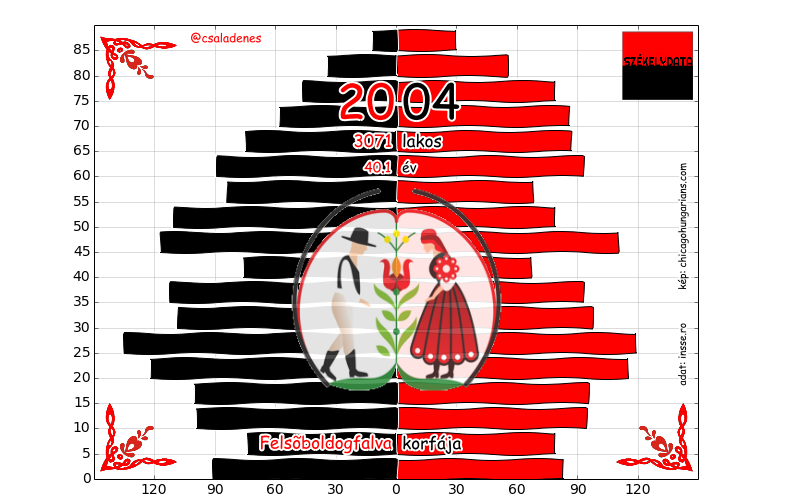 @csaladenes
SZÉKELYDATA
2004
3071 lakos
40.1 év
kép: chicagohungarians.com
adat: insse.ro
Felsõboldogfalva korfája
85
80
75
70
65
60
55
50
45
40
35
30
25
20
15
10
5
0
120 90 60 30 0 30 60 90 120